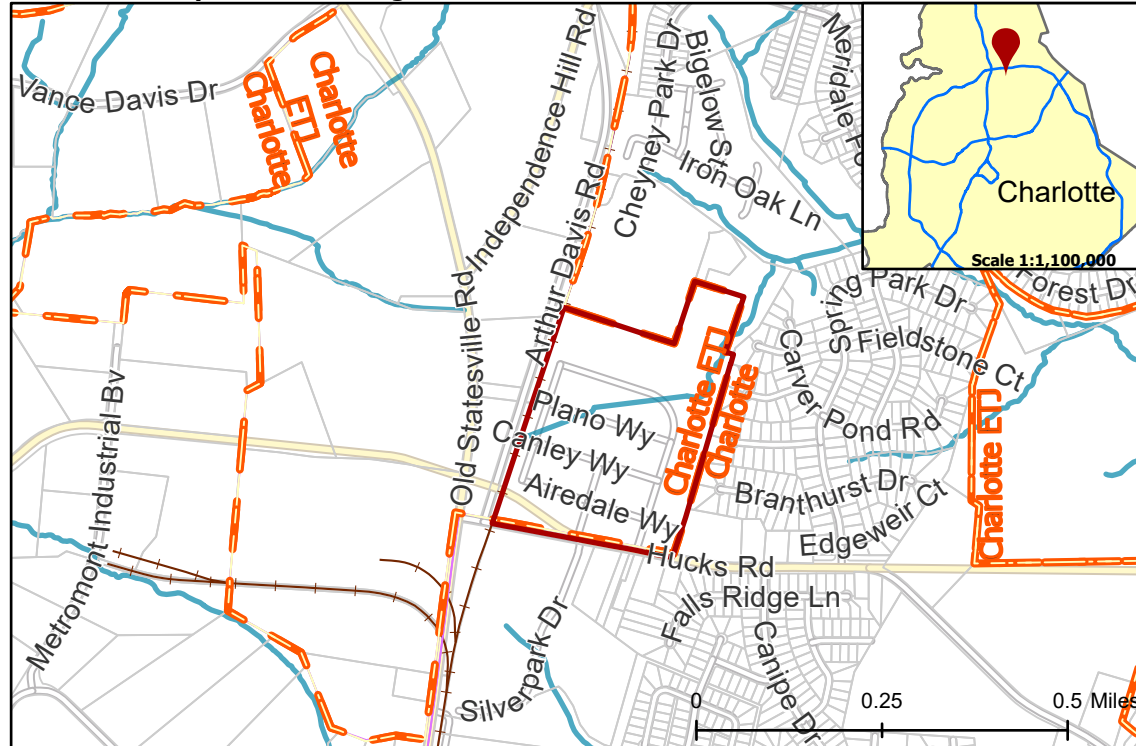 Vance Davis Dr
Charlotte
Charlotte ETJ
Independence Hill Rd
Cheyney Park Dr
Bigelow St
Meridale
Iron Oak Ln
Arthur Davis Rd
Old Statesville Rd
Charlotte
Scale 1:1,100,000
Spring Park Dr
Forest Dr
Fieldstone Ct
Carver Pond Rd
Charlotte ETJ
Charlotte
Plano Wy
Canley Wy
Airedale Wy
Branthurst Dr
Edgeweir Ct
Charlotte ETJ
Metromont Industrial Bv
Hucks Rd
Falls Ridge Ln
Canipe Dr
Silverpark Dr
0 0.25 0.5 Miles